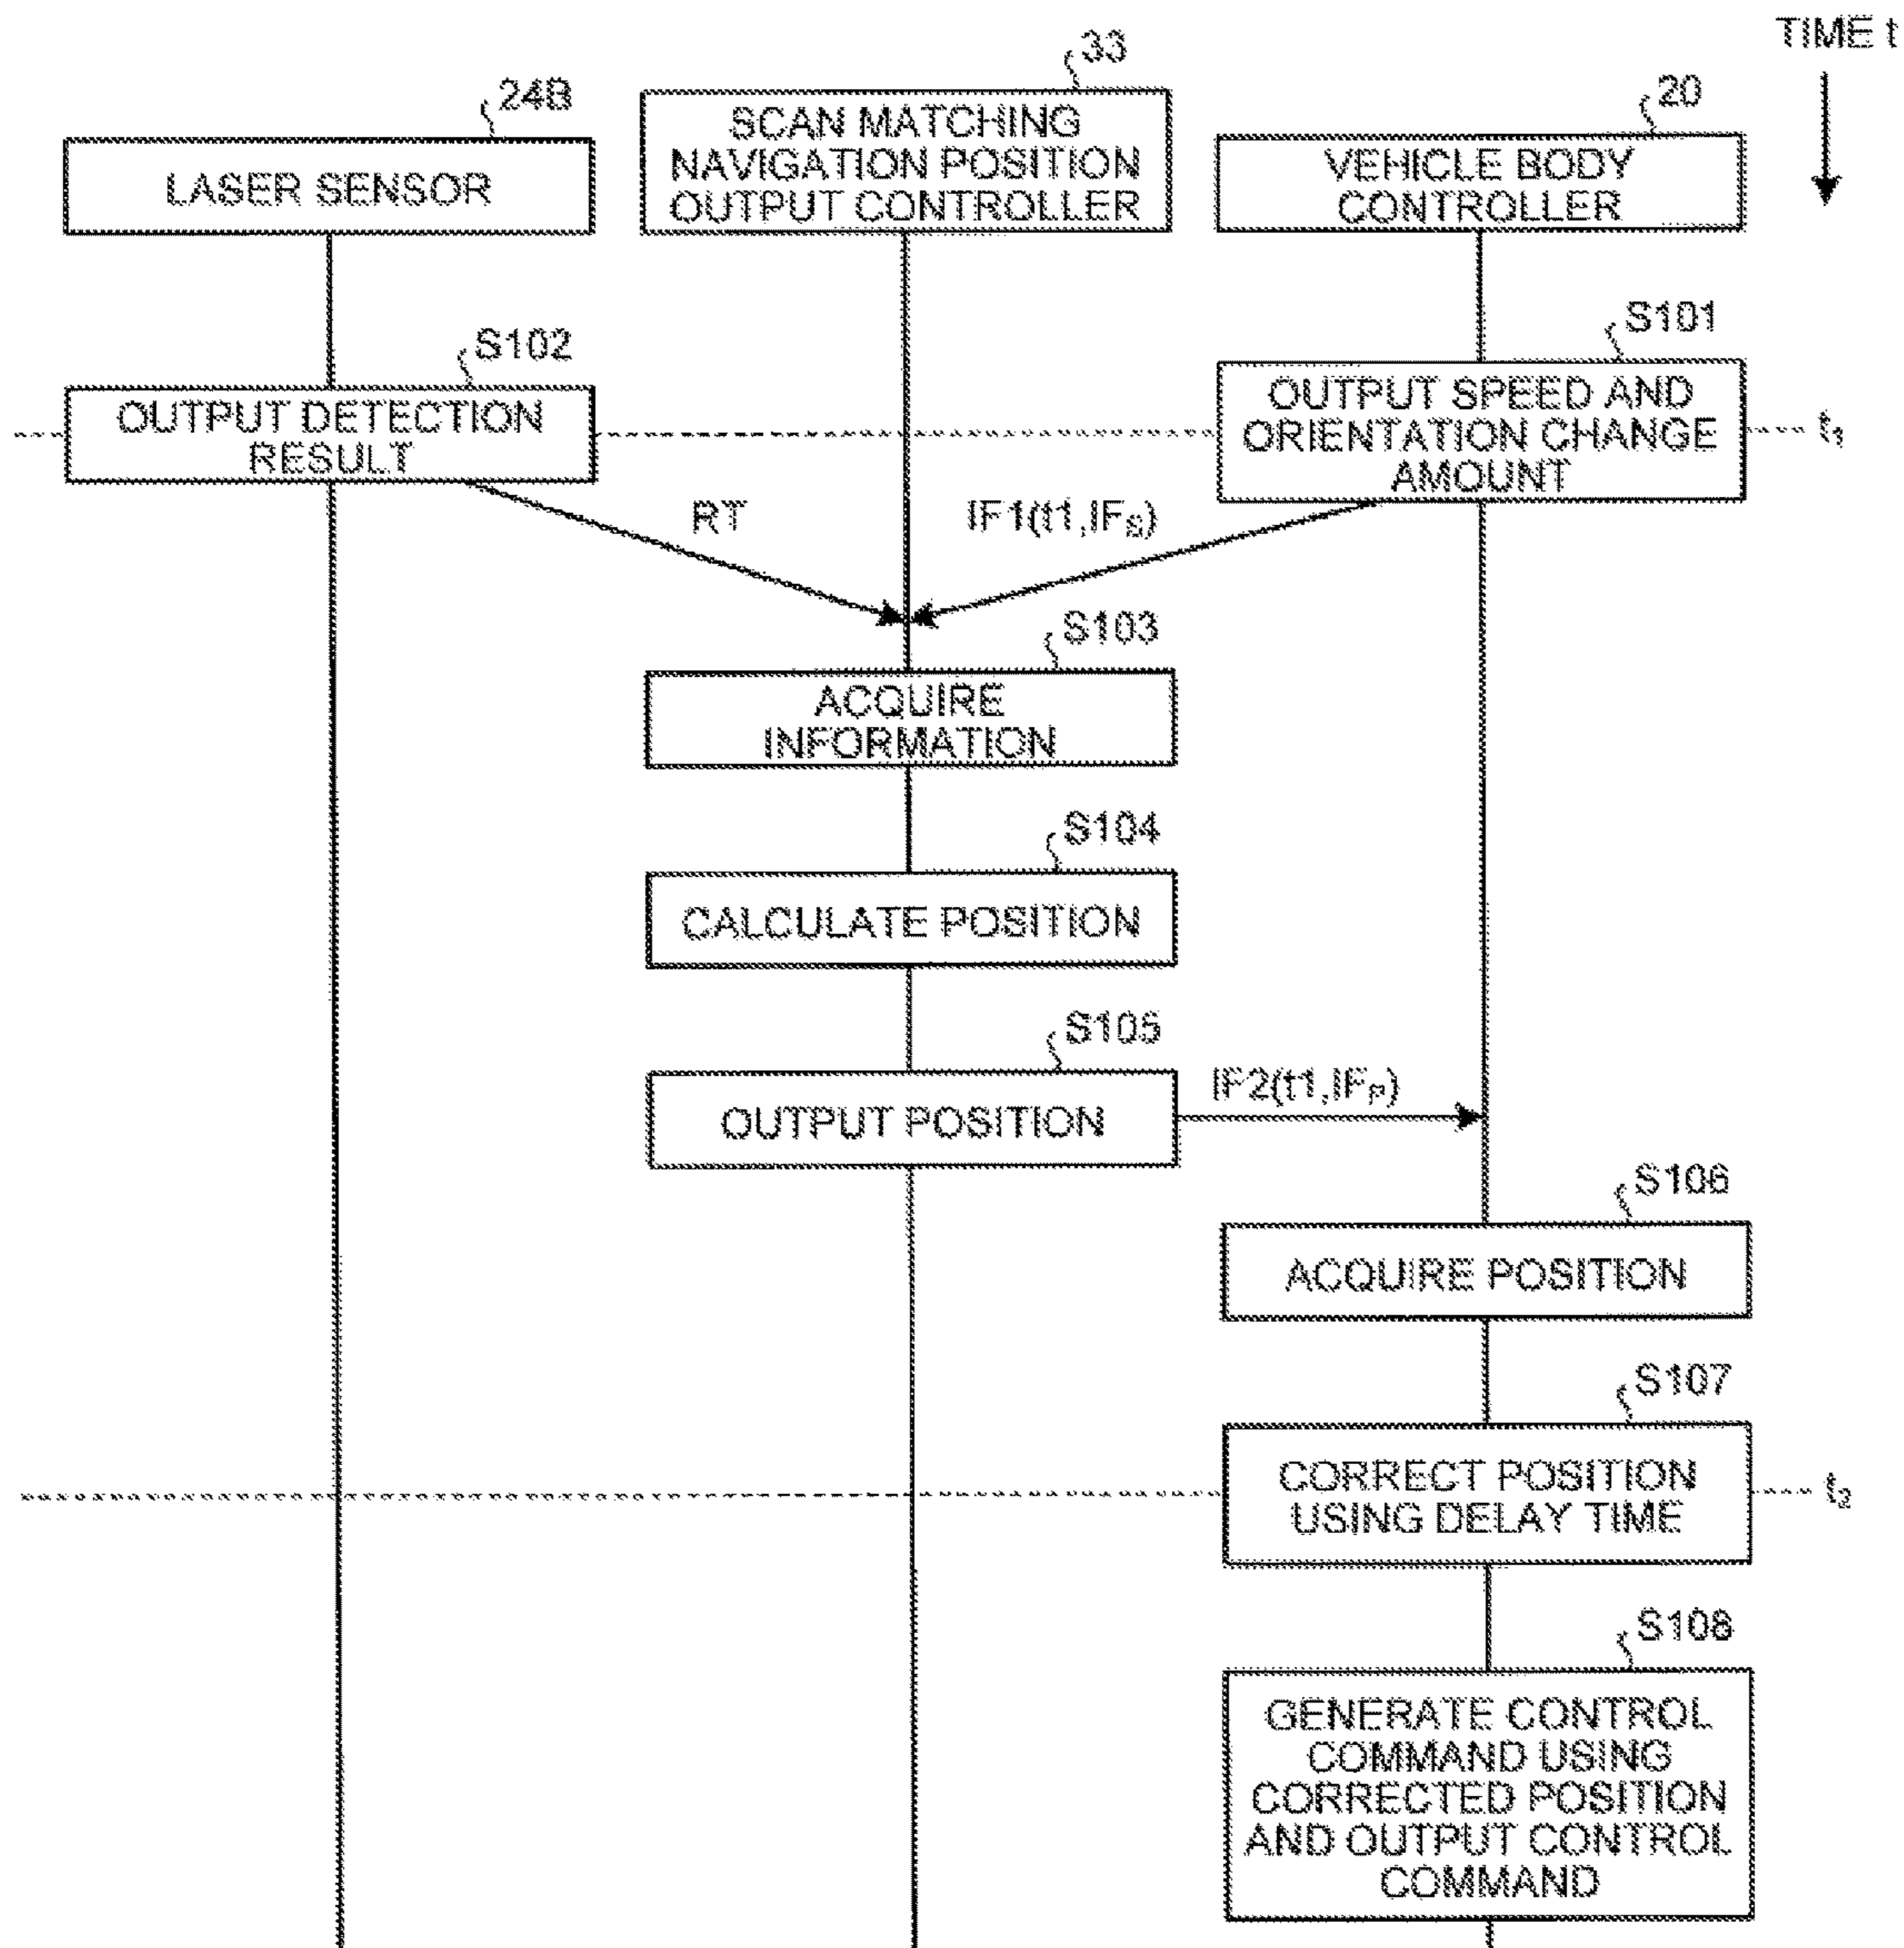 TIME t
24B
LASER SENSOR
33
SCAN MATCHING
NAVIGATION POSITION
OUTPUT CONTROLLER
20
VEHICLE BODY
CONTROLLER
S102
OUTPUT DETECTION
RESULT
S101
OUTPUT SPEED AND
ORIENTATION CHANGE
AMOUNT
t₁
RT
IF1(t1,IFS)
S103
ACQUIRE
INFORMATION
S104
CALCULATE POSITION
S105
OUTPUT POSITION
IF2(t1,IFP)
S106
ACQUIRE POSITION
S107
CORRECT POSITION
USING DELAY TIME
t₂
S108
GENERATE CONTROL
COMMAND USING
CORRECTED POSITION
AND OUTPUT CONTROL
COMMAND